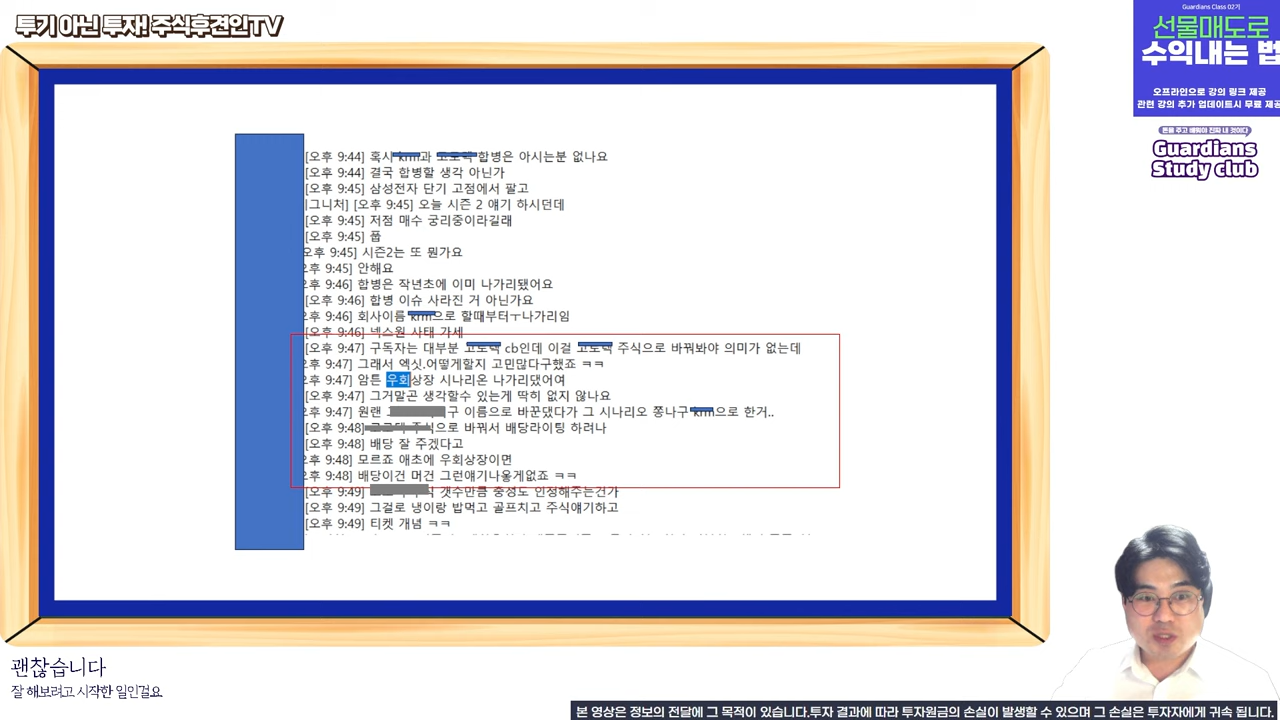 투기 아닌 투자! 주식후견인TV
Guardians Class 02기
선물매도로
수익내는 법
오프라인으로 강의 링크 제공
관련 강의 추가 업데이트시 무료 제공
돈을 주고 배워야 진짜 내 것이다
Guardians
Study club
[오후 9:44] 혹시 krm과 합병은 아시는분 없나요
[오후 9:44] 결국 합병할 생각 아닌가
[오후 9:45] 삼성전자 단기 고점에서 팔고
그니처] [오후 9:45] 오늘 시즌 2 얘기 하시던데
[오후 9:45] 저점 매수 궁리중이라길래
[오후 9:45] 풉
오후 9:45] 시즌2는 또 뭔가요
오후 9:45] 안해요
오후 9:46] 합병은 작년초에 이미 나가리됐어요
[오후 9:46] 합병 이슈 사라진 거 아닌가요
오후 9:46] 회사이름 krm으로 할때부터ㅜ나가리임
[오후 9:46] 넥스원 사태 가세
[오후 9:47] 구독자는 대부분 cb인데 이걸 주식으로 바꿔봐야 의미가 없는데
[오후 9:47] 그래서 엑싯.어떻게할지 고민많다구했죠 ㅋㅋ
오후 9:47] 암튼 우회상장 시나리온 나가리댔어여
[오후 9:47] 그거말곤 생각할수 있는게 딱히 없지 않나요
오후 9:47] 원랜 구 이름으로 바꾼댔다가 그 시나리오 쫑나구 krm으로 한거..
[오후 9:48] 주식으로 바꿔서 배당라이팅 하려나
[오후 9:48] 배당 잘 주겠다고
[오후 9:48] 모르죠 애초에 우회상장이면
오후 9:48] 배당이건 머건 그런얘기나올게없죠 ㅋㅋ
[오후 9:49] 갯수만큼 충성도 인정해주는건가
[오후 9:49] 그걸로 냉이랑 밥먹고 골프치고 주식얘기하고
[오후 9:49] 티켓 개념 ㅋㅋ
괜찮습니다
잘 해보려고 시작한 일인걸요
본 영상은 정보의 전달에 그 목적이 있습니다.투자 결과에 따라 투자원금의 손실이 발생할 수 있으며 그 손실은 투자자에게 귀속 됩니다.